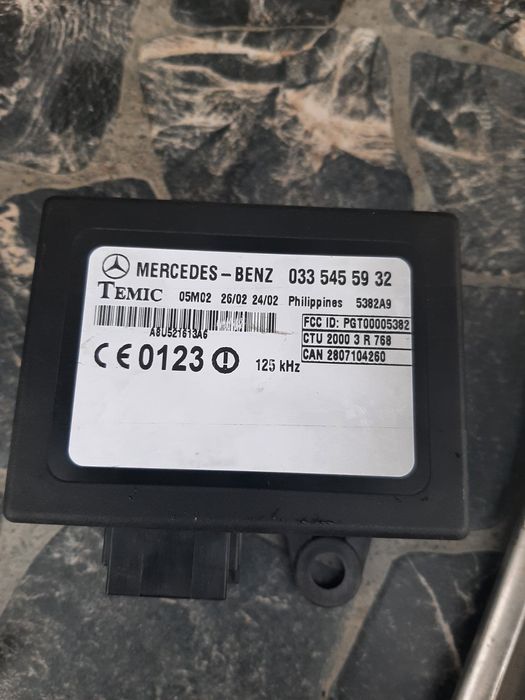 MERCEDES-BENZ 033 545 59 32
TEMIC 05M02 26/02 24/02 Philippines 5382A9
A8U521613A6
FCC ID: PGT00005382
CTU 2000 3 R 768
CAN 2807104260
CE 0123 125 kHz